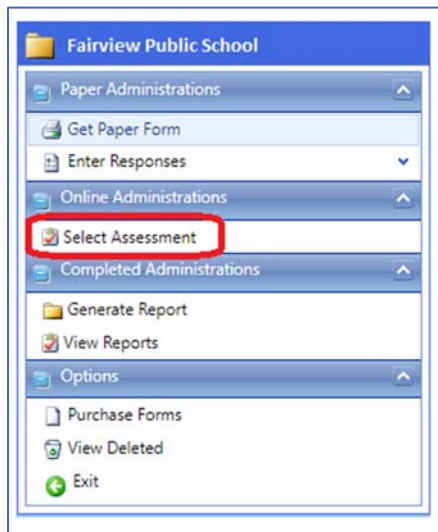 Fairview Public School
Paper Administrations
Get Paper Form
Enter Responses
Online Administrations
Select Assessment
Completed Administrations
Generate Report
View Reports
Options
Purchase Forms
View Deleted
Exit